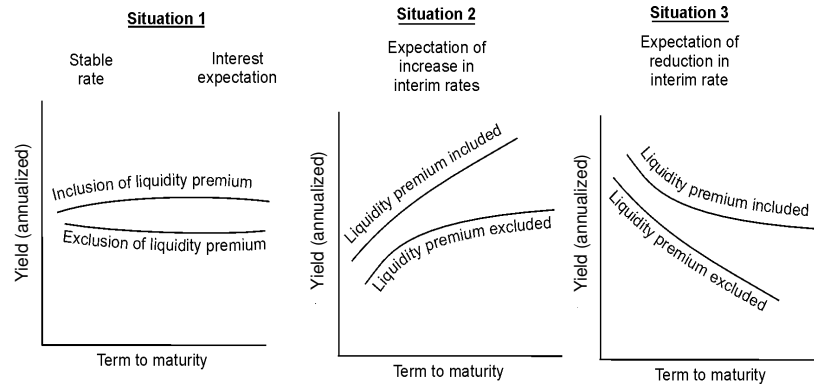 Situation 1
Stable
rate
Interest
expectation
Yield (annualized)
Inclusion of liquidity premium
Exclusion of liquidity premium
Term to maturity
Situation 2
Expectation of
increase in
interim rates
Yield (annualized)
Liquidity premium included
Liquidity premium excluded
Term to maturity
Situation 3
Expectation of
reduction in
interim rate
Yield (annualized)
Liquidity premium included
Liquidity premium excluded
Term to maturity